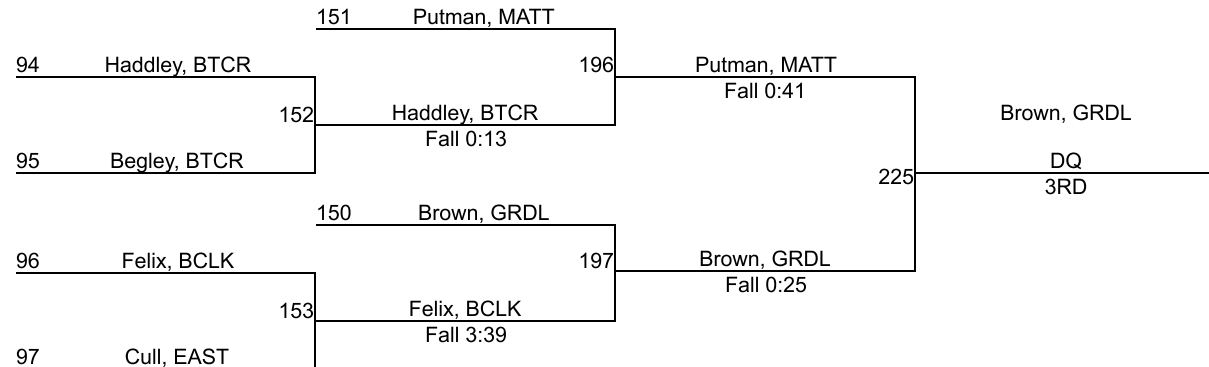 151 Putman, MATT
94 Haddley, BTCR
196 Putman, MATT
Fall 0:41
152 Haddley, BTCR
Fall 0:13
Brown, GRDL
95 Begley, BTCR
DQ
225
3RD
150 Brown, GRDL
96 Felix, BCLK
197 Brown, GRDL
Fall 0:25
153 Felix, BCLK
Fall 3:39
97 Cull, EAST